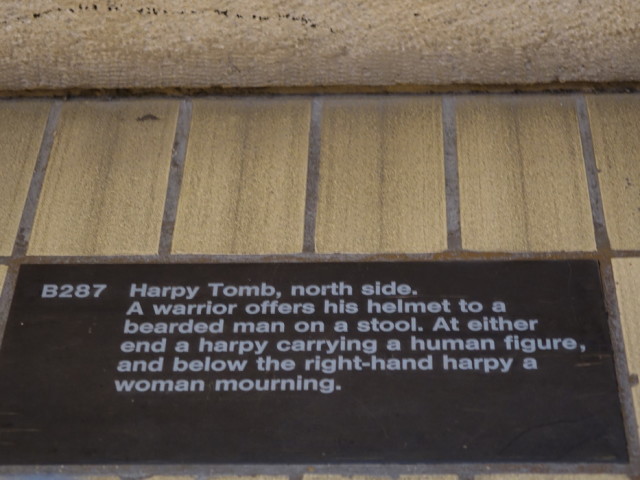 B287 Harpy Tomb, north side.
A warrior offers his helmet to a
bearded man on a stool. At either
end a harpy carrying a human figure,
and below the right-hand harpy a
woman mourning.